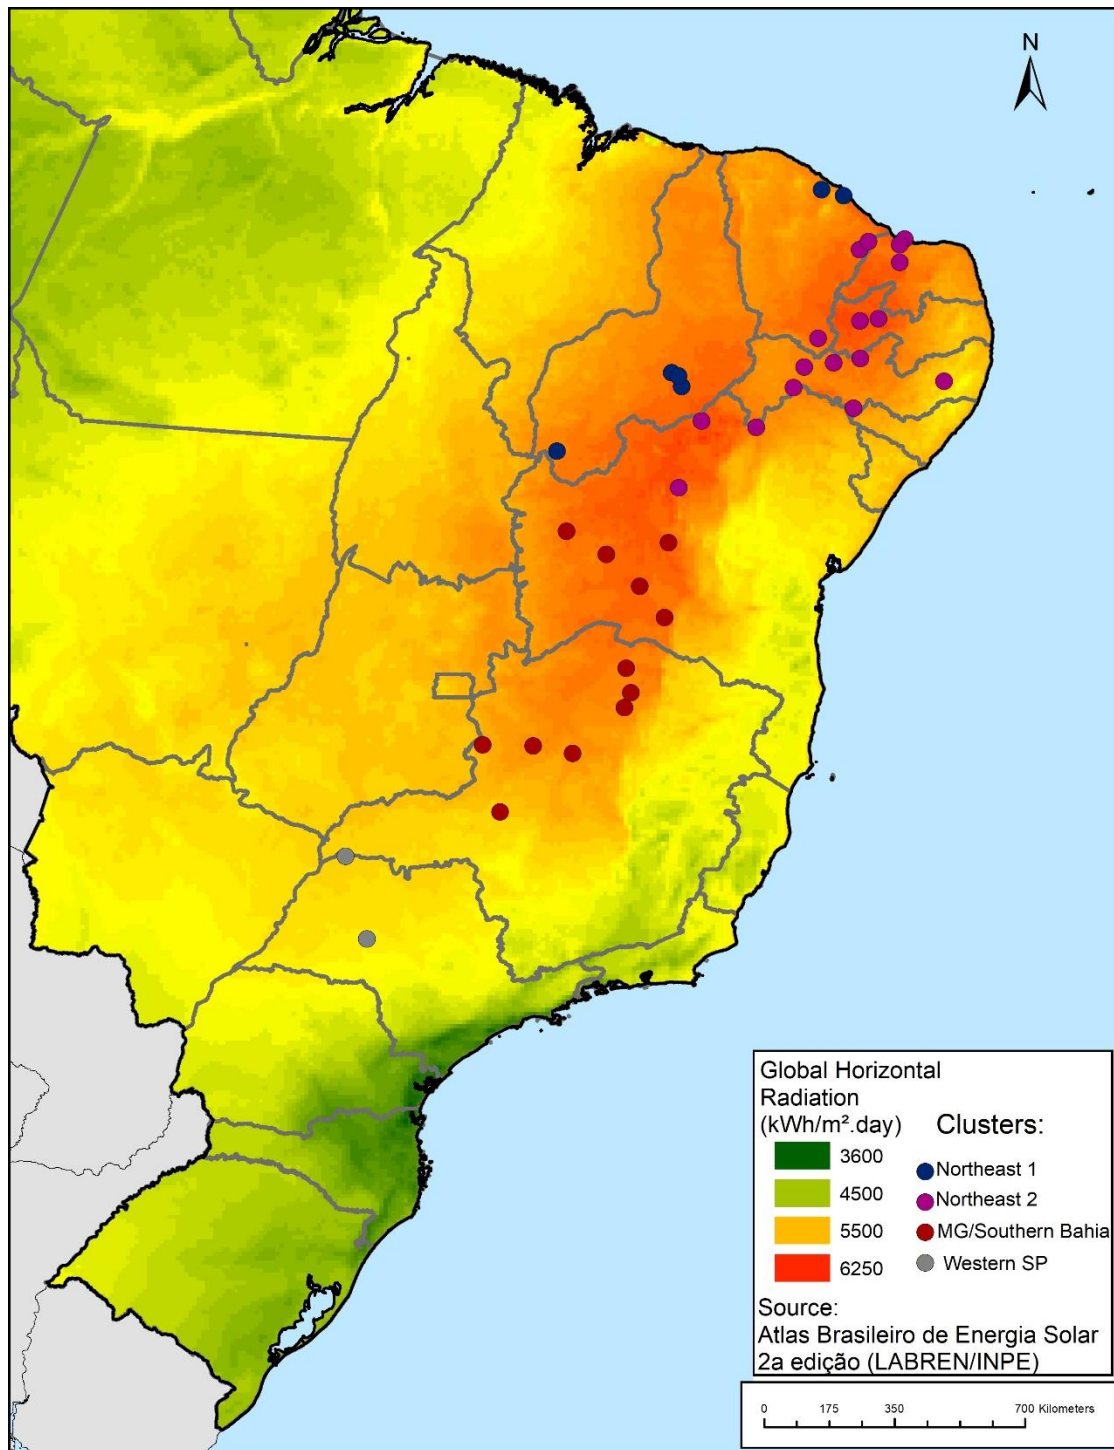 N
Global Horizontal
Radiation
(kWh/m².day)
3600
4500
5500
6250
Clusters:
Northeast 1
Northeast 2
MG/Southern Bahia
Western SP
Source:
Atlas Brasileiro de Energia Solar
2a edição (LABREN/INPE)
0 175 350 700 Kilometers